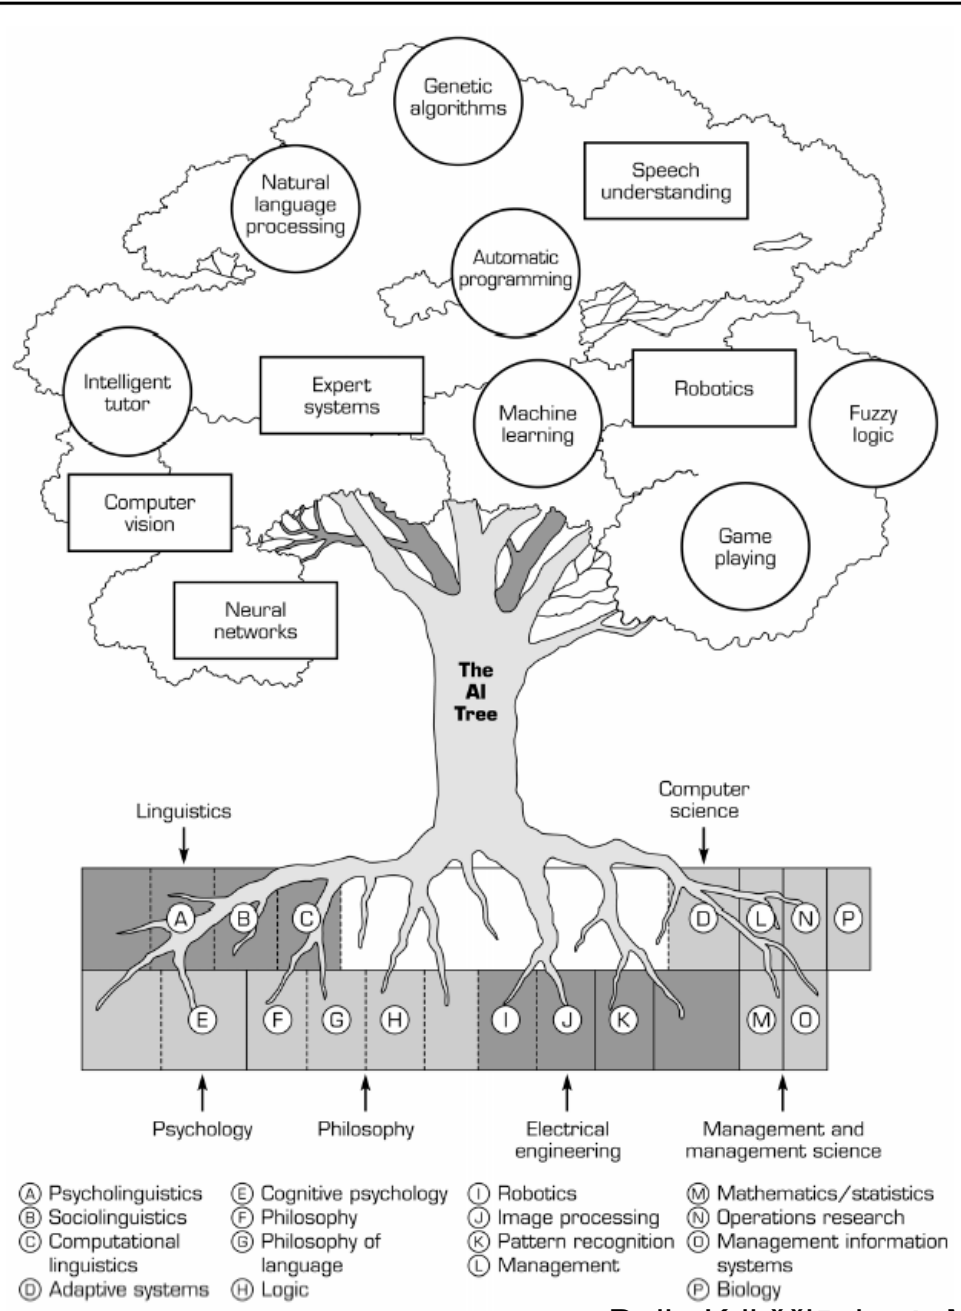 Genetic
algorithms
Speech
understanding
Natural
language
processing
Automatic
programming
Intelligent
tutor
Expert
systems
Machine
learning
Robotics
Fuzzy
logic
Computer
vision
Game
playing
Neural
networks
The
AI
Tree
Linguistics
Computer
science
A B C D L N P
E F G H I J K M O
Psychology
Philosophy
Electrical
engineering
Management and
management science
A Psycholinguistics
B Sociolinguistics
C Computational
linguistics
D Adaptive systems
E Cognitive psychology
F Philosophy
G Philosophy of
language
H Logic
I Robotics
J Image processing
K Pattern recognition
L Management
M Mathematics/statistics
N Operations research
O Management information
systems
P Biology